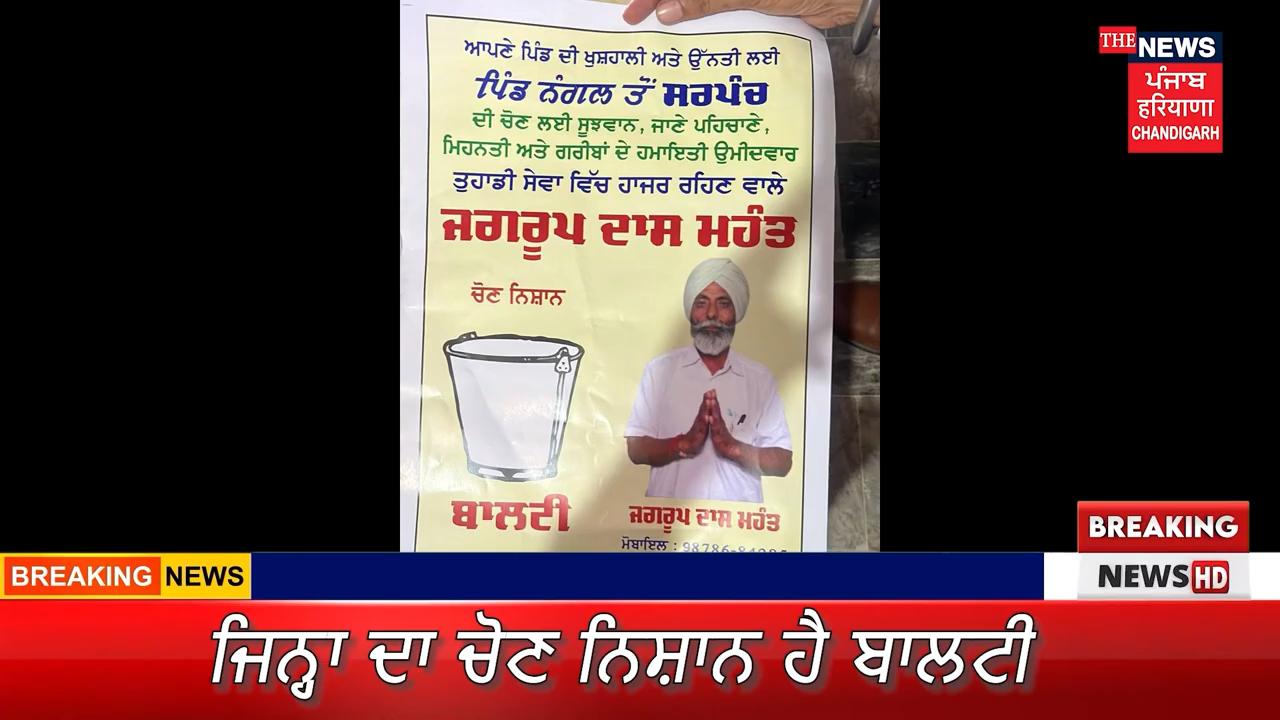 ਆਪਣੇ ਪਿੰਡ ਦੀ ਖੁਸ਼ਹਾਲੀ ਅਤੇ ਉੱਨਤੀ ਲਈ
ਪਿੰਡ ਨੰਗਲ ਤੋਂ ਸਰਪੰਚ
ਦੀ ਚੋਣ ਲਈ ਸੂਝਵਾਨ, ਜਾਣੇ ਪਹਿਚਾਣੇ,
ਮਿਹਨਤੀ ਅਤੇ ਗਰੀਬਾਂ ਦੇ ਹਮਾਇਤੀ ਉਮੀਦਵਾਰ
ਤੁਹਾਡੀ ਸੇਵਾ ਵਿੱਚ ਹਾਜਰ ਰਹਿਣ ਵਾਲੇ
ਜਗਰੂਪ ਦਾਸ ਮਹੰਤ
ਚੋਣ ਨਿਸ਼ਾਨ
ਬਾਲਟੀ
ਜਗਰੂਪ ਦਾਸ ਮਹੰਤ
ਮੋਬਾਇਲ :
THE NEWS
ਪੰਜਾਬ
ਹਰਿਯਾਣਾ
CHANDIGARH
BREAKING
NEWS HD
BREAKING NEWS
ਜਿਨ੍ਹਾ ਦਾ ਚੋਣ ਨਿਸ਼ਾਨ ਹੈ ਬਾਲਟੀ